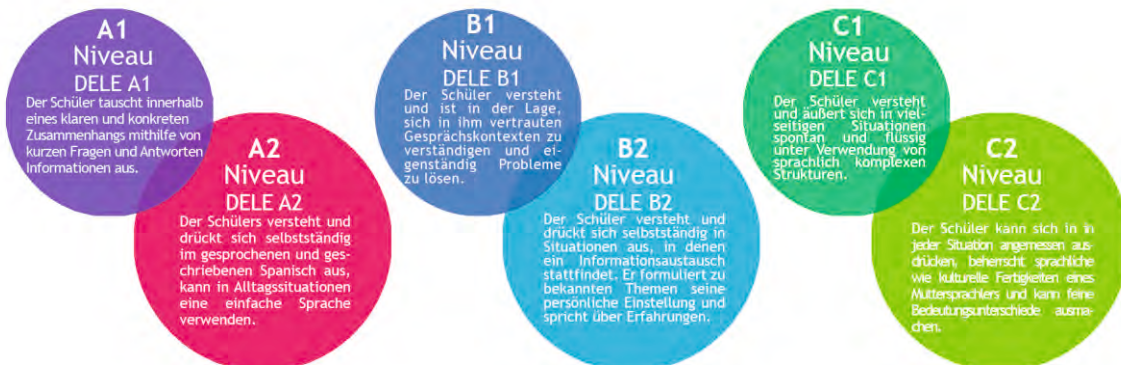 A1
Niveau
DELE A1
Der Schüler tauscht innerhalb
eines klaren und konkreten
Zusammenhangs mithilfe von
kurzen Fragen und Antworten
Informationen aus.
A2
Niveau
DELE A2
Der Schülers versteht und
drückt sich selbstständig
im gesprochenen und ges-
chriebenen Spanisch aus,
kann in Alltagssituationen
eine einfache Sprache
verwenden.
B1
Niveau
DELE B1
Der Schüler versteht
und ist in der Lage,
sich in ihm vertrauten
Gesprächskontexten zu
verständigen und ei-
genständig Probleme
zu lösen.
B2
Niveau
DELE B2
Der Schüler versteht und
drückt sich selbstständig in
Situationen aus, in denen
ein Informationsaustausch
stattfindet. Er formuliert zu
bekannten Themen seine
persönliche Einstellung und
spricht über Erfahrungen.
C1
Niveau
DELE C1
Der Schüler versteht
und äußert sich in viel-
seitigen Situationen
spontan und flüssig
unter Verwendung von
sprachlich komplexen
Strukturen.
C2
Niveau
DELE C2
Der Schüler kann sich in in
jeder Situation angemessen aus-
drücken, beherrscht sprachliche
wie kulturelle Fertigkeiten eines
Muttersprachlers und kann feine
Bedeutungsunterschiede ausma-
chen.